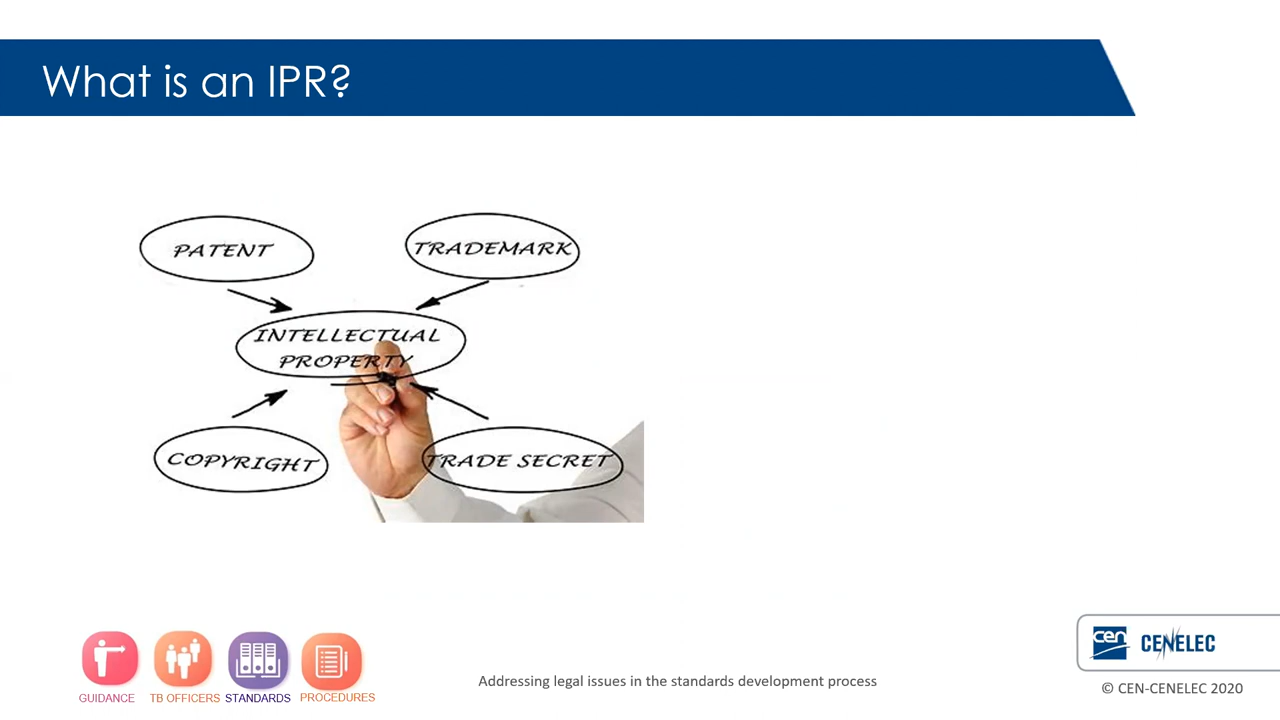 What is an IPR?
PATENT
TRADEMARK
INTELLECTUAL
PROPERTY
COPYRIGHT
TRADE SECRET
GUIDANCE
TB OFFICERS
STANDARDS
PROCEDURES
Addressing legal issues in the standards development process
cen
CENELEC
© CEN-CENELEC 2020